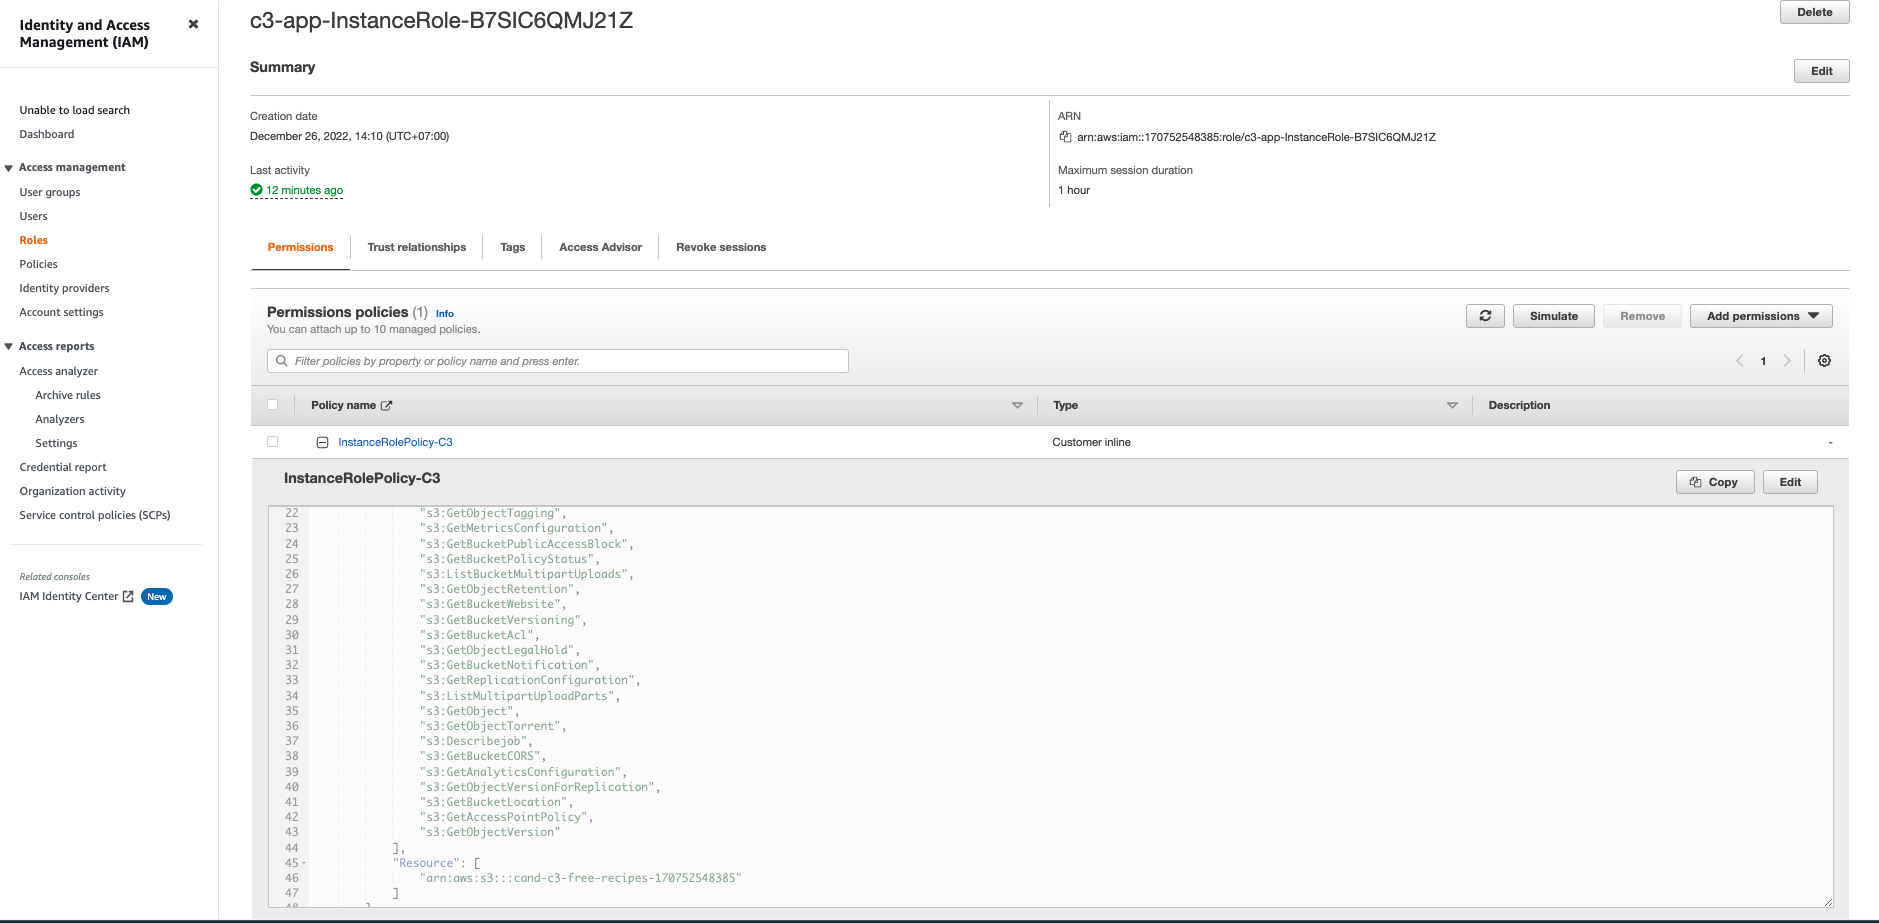 Identity and Access Management (IAM)
Unable to load search
Dashboard
Access management
User groups
Users
Roles
Policies
Identity providers
Account settings
Access reports
Access analyzer
Archive rules
Analyzers
Settings
Credential report
Organization activity
Service control policies (SCPs)
Related consoles
IAM Identity Center New
c3-app-InstanceRole-B7SIC6QMJ21Z
Delete
Summary
Edit
Creation date
December 26, 2022, 14:10 (UTC+07:00)
Last activity
12 minutes ago
ARN
arn:aws:iam::170752548385:role/c3-app-InstanceRole-B7SIC6QMJ21Z
Maximum session duration
1 hour
Permissions Trust relationships Tags Access Advisor Revoke sessions
Permissions policies (1) Info
You can attach up to 10 managed policies.
Simulate Remove Add permissions
Filter policies by property or policy name and press enter.
1
Policy name Type Description
InstanceRolePolicy-C3 Customer inline -
InstanceRolePolicy-C3
Copy Edit
22 "s3:GetObjectTagging",
23 "s3:GetMetricsConfiguration",
24 "s3:GetBucketPublicAccessBlock",
25 "s3:GetBucketPolicyStatus",
26 "s3:ListBucketMultipartUploads",
27 "s3:GetObjectRetention",
28 "s3:GetBucketWebsite",
29 "s3:GetBucketVersioning",
30 "s3:GetBucketAcl",
31 "s3:GetObjectLegalHold",
32 "s3:GetBucketNotification",
33 "s3:GetReplicationConfiguration",
34 "s3:ListMultipartUploadParts",
35 "s3:GetObject",
36 "s3:GetObjectTorrent",
37 "s3:Describejob",
38 "s3:GetBucketCORS",
39 "s3:GetAnalyticsConfiguration",
40 "s3:GetObjectVersionForReplication",
41 "s3:GetBucketLocation",
42 "s3:GetAccessPointPolicy",
43 "s3:GetObjectVersion"
44 ],
45 "Resource": [
46 "arn:aws:s3:::cand-c3-free-recipes-170752548385"
47 ]